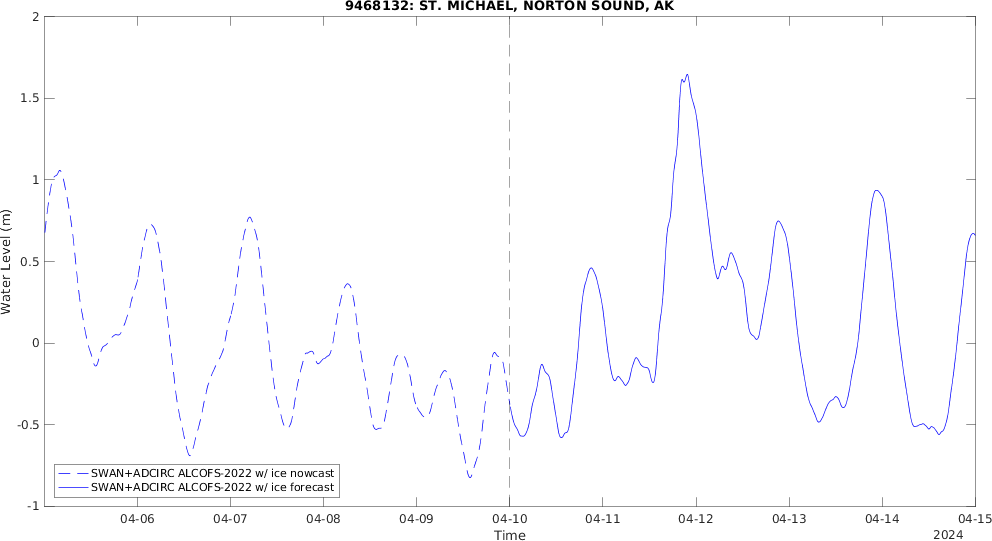 9468132: ST. MICHAEL, NORTON SOUND, AK
2
1.5
1
0.5
0
-0.5
-1
Water Level (m)
SWAN+ADCIRC ALCOFS-2022 w/ ice nowcast
SWAN+ADCIRC ALCOFS-2022 w/ ice forecast
04-06 04-07 04-08 04-09 04-10 04-11 04-12 04-13 04-14 04-15
Time
2024